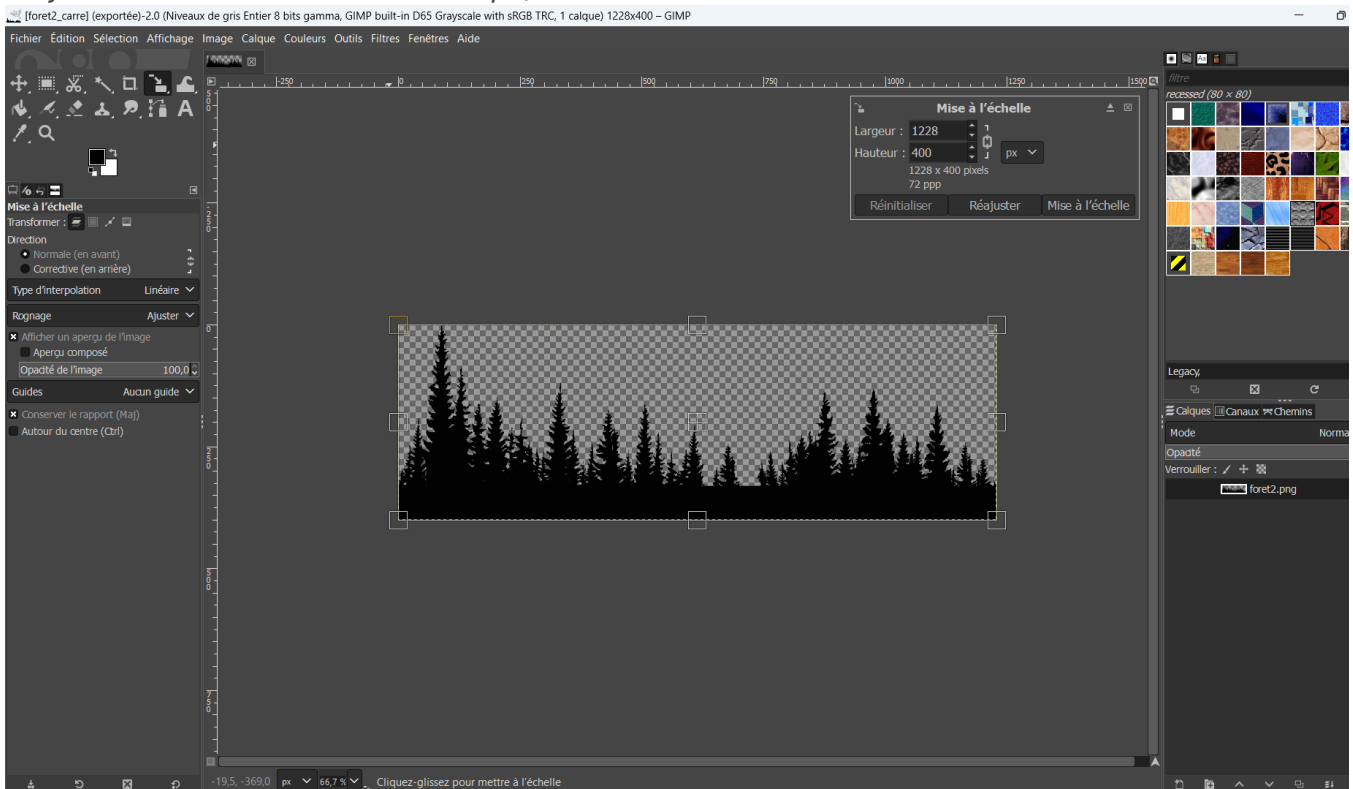 [foret2_carre] (exportée)-2.0 (Niveaux de gris Entier 8 bits gamma, GIMP built-in D65 Grayscale with sRGB TRC, 1 calque) 1228x400 – GIMP
Fichier Édition Sélection Affichage Image Calque Couleurs Outils Filtres Fenêtres Aide
-250 0 250 500 750 1000 1250 1500
filtre
recessed (80 × 80)
Mise à l'échelle
Largeur : 1228
Hauteur : 400 px
1228 x 400 pixels
72 ppp
Réinitialiser Réajuster Mise à l'échelle
Mise à l'échelle
Transformer :
Direction
Normale (en avant)
Corrective (en arrière)
Type d'interpolation Linéaire
Rognage Ajuster
Afficher un aperçu de l'image
Aperçu composé
Opacité de l'image 100,0
Guides Aucun guide
Conserver le rapport (Maj)
Autour du centre (Ctrl)
500
250
0
250
500
750
Legacy,
Calques Canaux Chemins
Mode Norma
Opacité
Verrouiller :
foret2.png
-19,5, -369,0 px 66,7 % Cliquez-glissez pour mettre à l'échelle